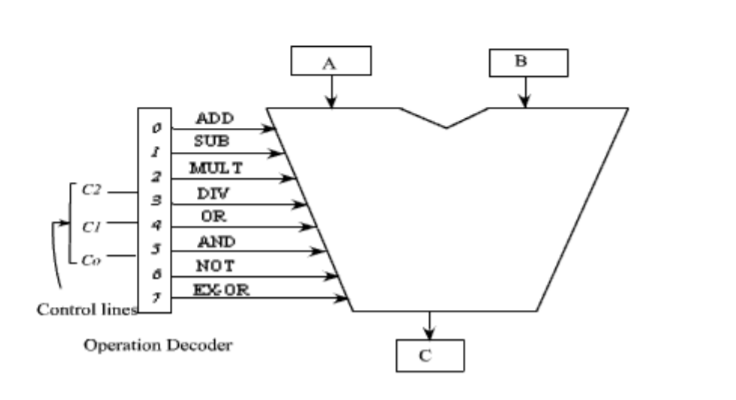 A
B
0 ADD
1 SUB
2 MULT
3 DIV
4 OR
5 AND
6 NOT
7 EX-OR
C2
C1
Co
Control lines
Operation Decoder
C